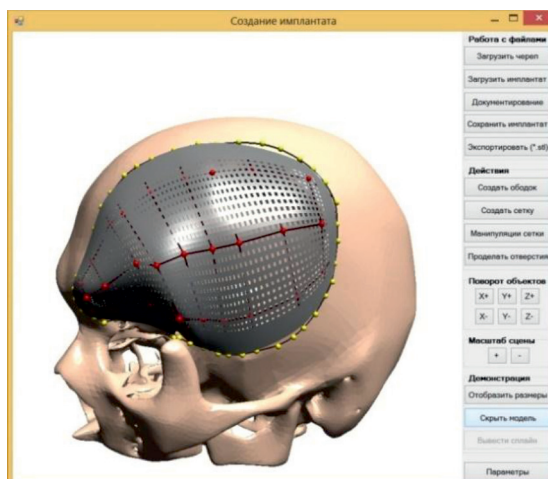 Создание имплантата
Работа с файлами
Загрузить череп
Загрузить имплантат
Документирование
Сохранить имплантат
Экспортировать (*.stl)
Действия
Создать ободок
Создать сетку
Манипуляции сетки
Проделать отверстия
Поворот объектов
X+ Y+ Z+
X- Y- Z-
Масштаб сцены
+ -
Демонстрация
Отобразить размеры
Скрыть модель
Вывести сплайн
Параметры